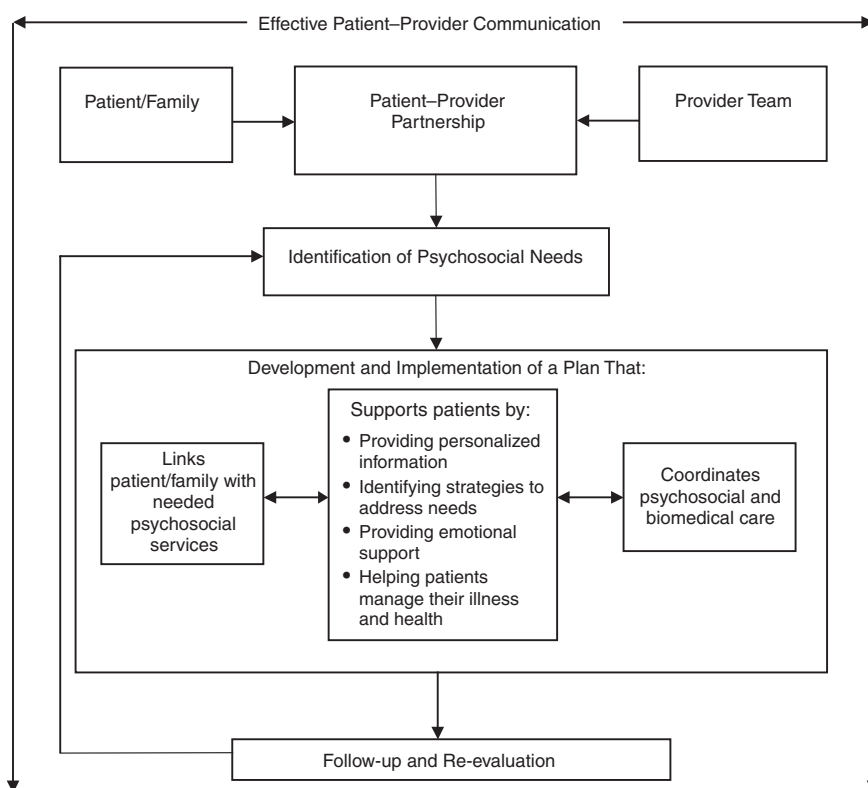 Effective Patient–Provider Communication
Patient/Family
Patient–Provider
Partnership
Provider Team
Identification of Psychosocial Needs
Development and Implementation of a Plan That:
Links
patient/family with
needed
psychosocial
services
Supports patients by:
• Providing personalized
information
• Identifying strategies to
address needs
• Providing emotional
support
• Helping patients
manage their illness
and health
Coordinates
psychosocial and
biomedical care
Follow-up and Re-evaluation